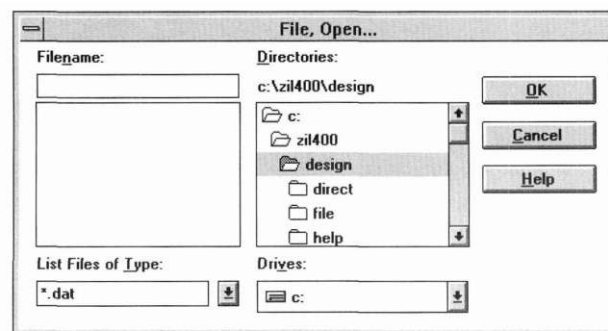 File, Open...
Filename:
Directories:
c:\zil400\design
OK
c:
zil400
Cancel
design
Help
direct
file
help
List Files of Type:
Drives:
*.dat
c: